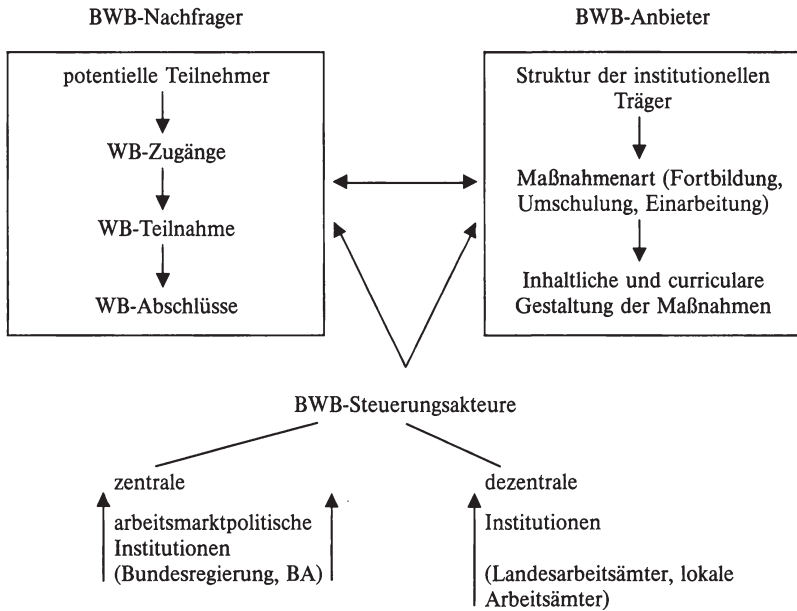 BWB-Nachfrager
potentielle Teilnehmer
WB-Zugänge
WB-Teilnahme
WB-Abschlüsse
BWB-Anbieter
Struktur der institutionellen
Träger
Maßnahmenart (Fortbildung,
Umschulung, Einarbeitung)
Inhaltliche und curriculare
Gestaltung der Maßnahmen
BWB-Steuerungsakteure
zentrale
arbeitsmarktpolitische
Institutionen
(Bundesregierung, BA)
dezentrale
Institutionen
(Landesarbeitsämter, lokale
Arbeitsämter)